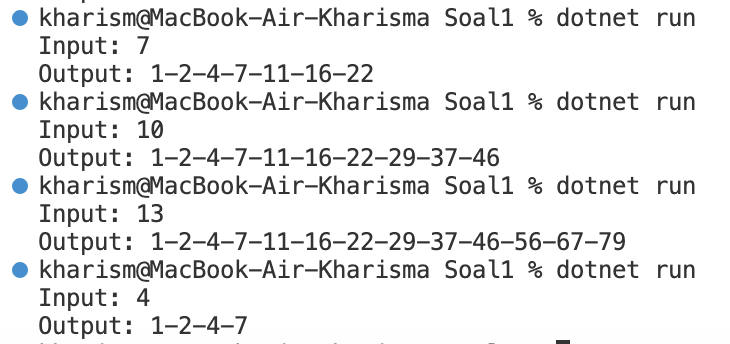 kharism@MacBook-Air-Kharisma Soal1 % dotnet run
Input: 7
Output: 1-2-4-7-11-16-22
kharism@MacBook-Air-Kharisma Soal1 % dotnet run
Input: 10
Output: 1-2-4-7-11-16-22-29-37-46
kharism@MacBook-Air-Kharisma Soal1 % dotnet run
Input: 13
Output: 1-2-4-7-11-16-22-29-37-46-56-67-79
kharism@MacBook-Air-Kharisma Soal1 % dotnet run
Input: 4
Output: 1-2-4-7